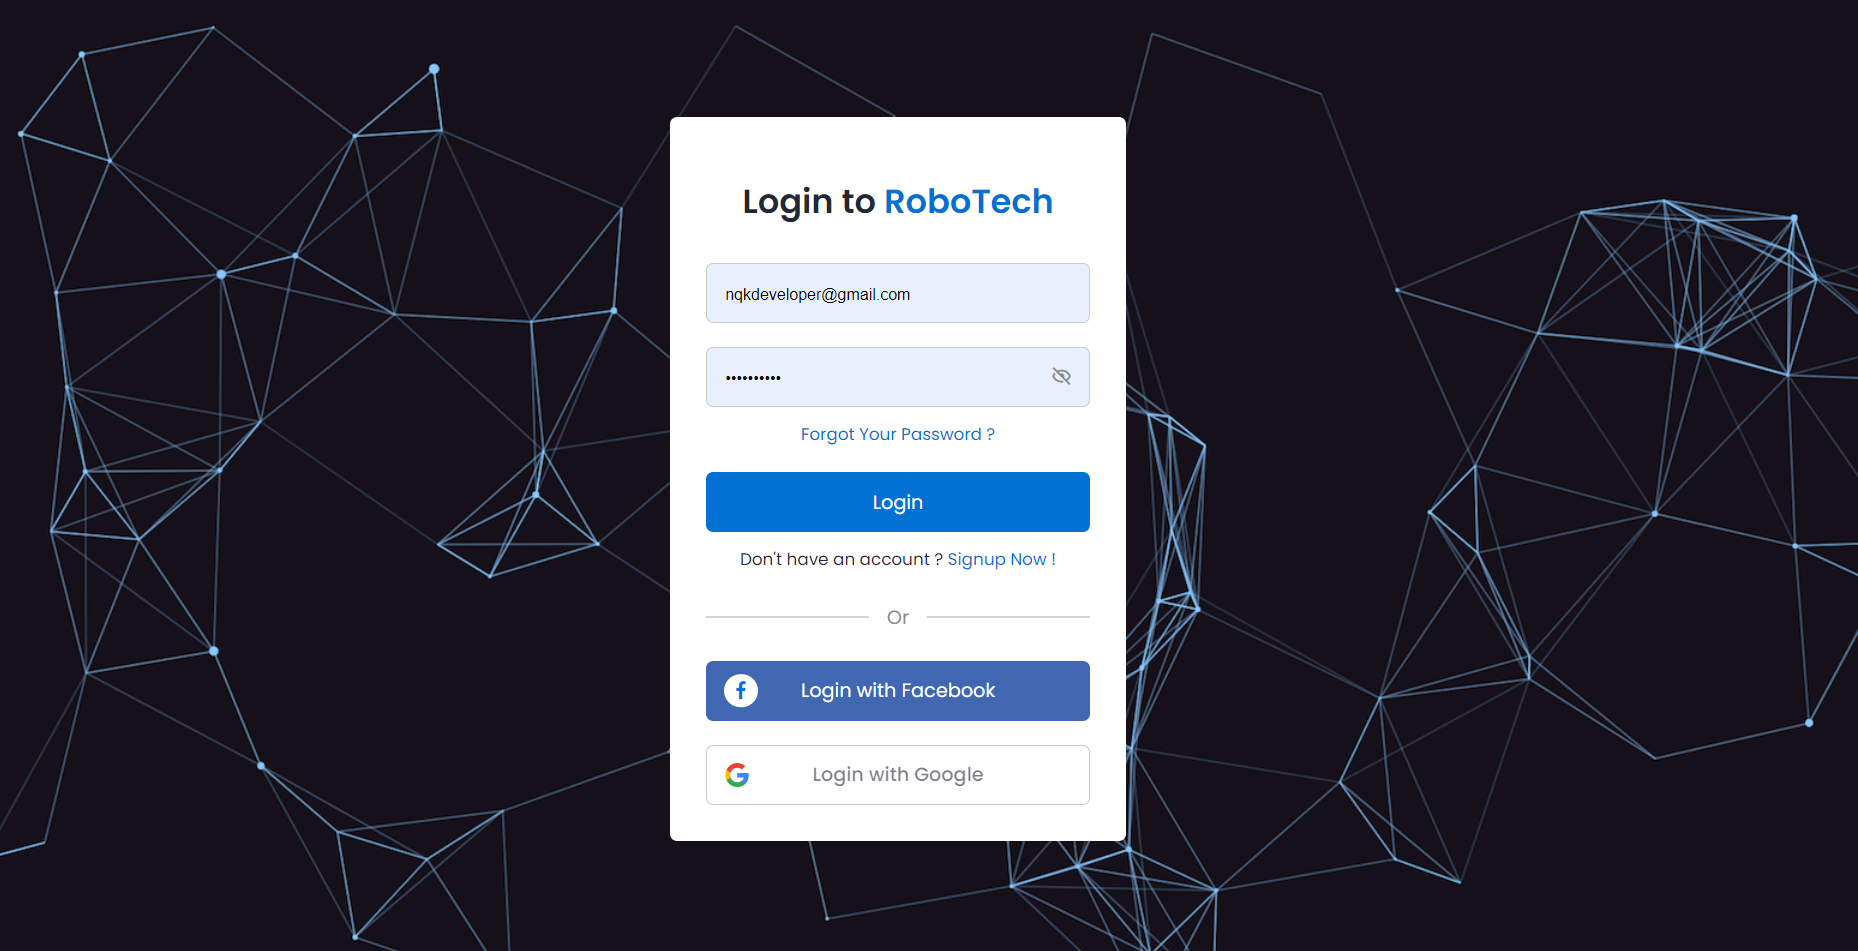 Login to RoboTech
nqkdeveloper@gmail.com
••••••••••
Forgot Your Password ?
Login
Don't have an account ? Signup Now !
Or
Login with Facebook
Login with Google